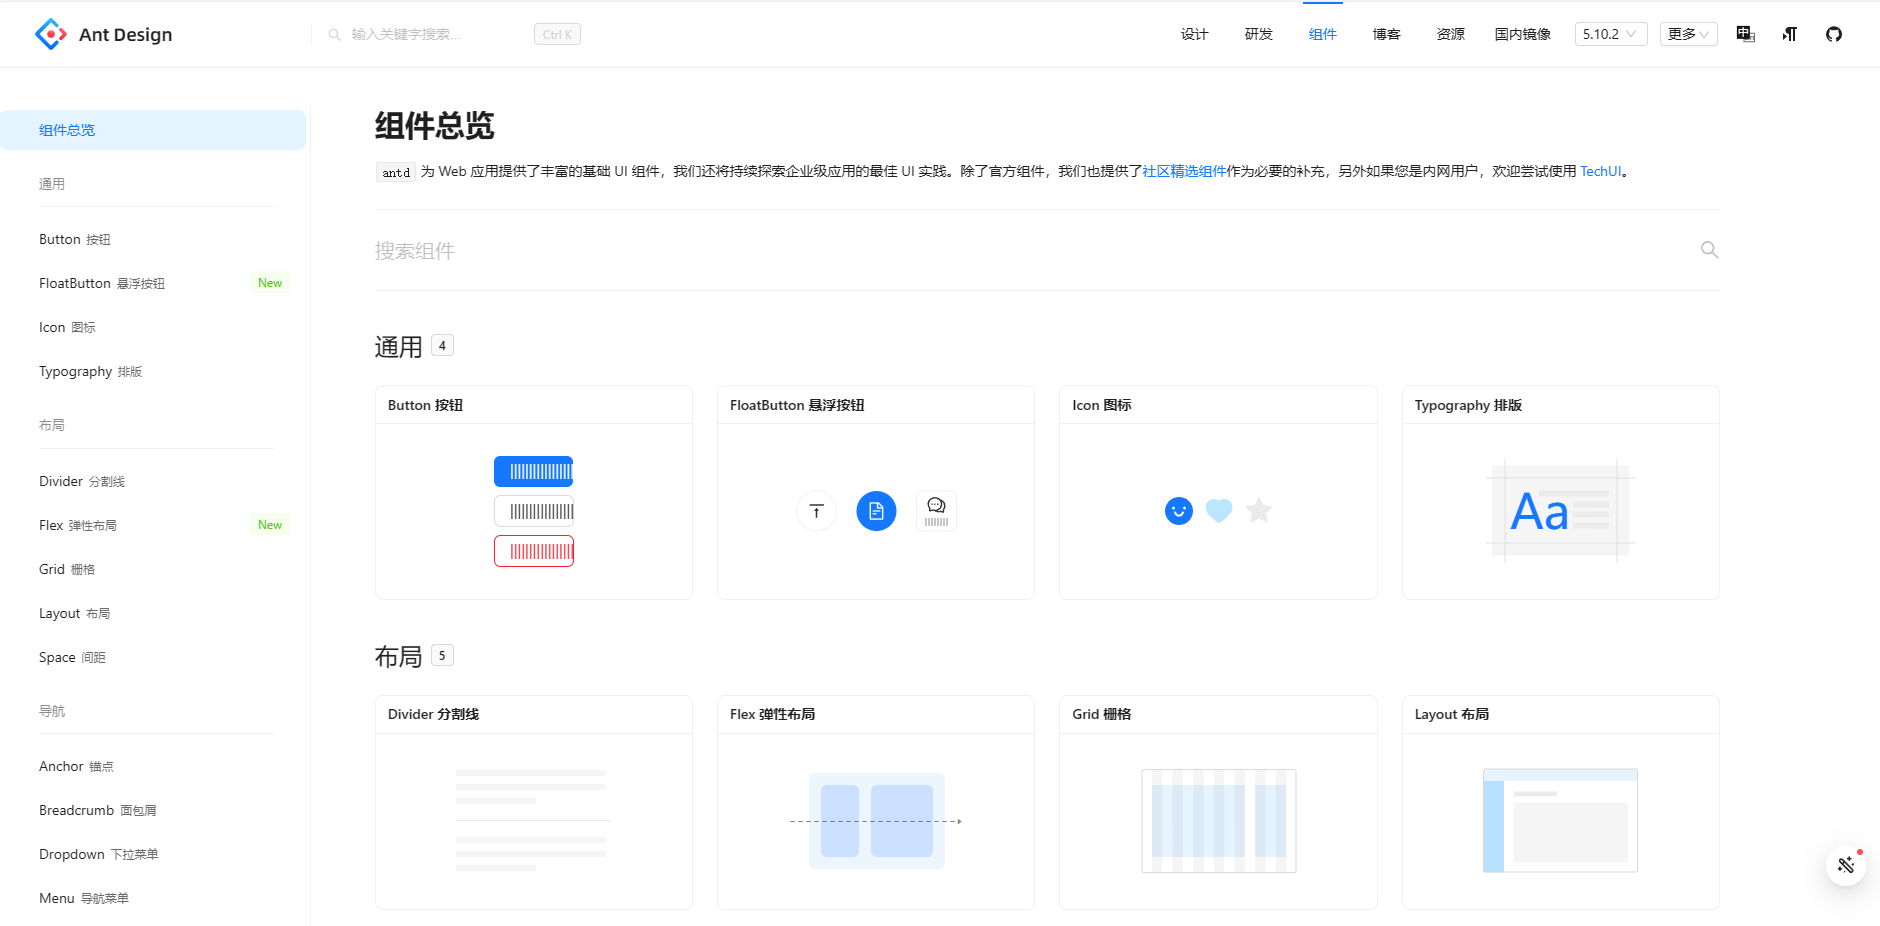 Ant Design
输入关键字搜索...
Ctrl K
设计
研发
组件
博客
资源
国内镜像
5.10.2
更多
中
组件总览
通用
Button 按钮
FloatButton 悬浮按钮 New
Icon 图标
Typography 排版
布局
Divider 分割线
Flex 弹性布局 New
Grid 栅格
Layout 布局
Space 间距
导航
Anchor 锚点
Breadcrumb 面包屑
Dropdown 下拉菜单
Menu 导航菜单
组件总览
antd 为 Web 应用提供了丰富的基础 UI 组件，我们还将持续探索企业级应用的最佳 UI 实践。除了官方组件，我们也提供了社区精选组件作为必要的补充，另外如果您是内网用户，欢迎尝试使用 TechUI。
搜索组件
通用 4
Button 按钮
FloatButton 悬浮按钮
Icon 图标
Typography 排版
Aa
布局 5
Divider 分割线
Flex 弹性布局
Grid 栅格
Layout 布局